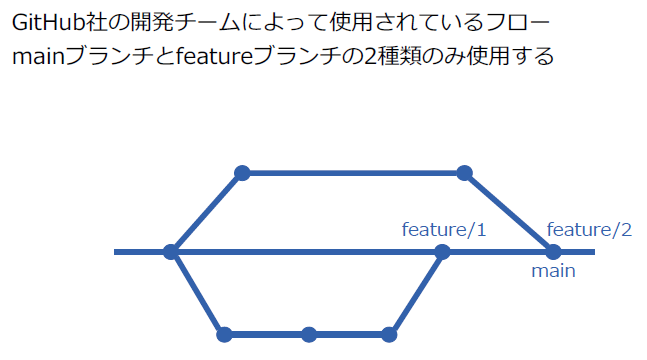 GitHub社の開発チームによって使用されているフロー
mainブランチとfeatureブランチの2種類のみ使用する
feature/1
feature/2
main